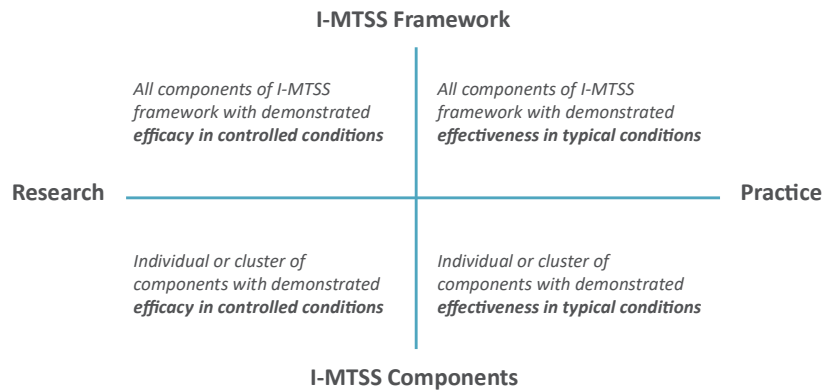 I-MTSS Framework
All components of I-MTSS
framework with demonstrated
efficacy in controlled conditions
All components of I-MTSS
framework with demonstrated
effectiveness in typical conditions
Research
Practice
Individual or cluster of
components with demonstrated
efficacy in controlled conditions
Individual or cluster of
components with demonstrated
effectiveness in typical conditions
I-MTSS Components